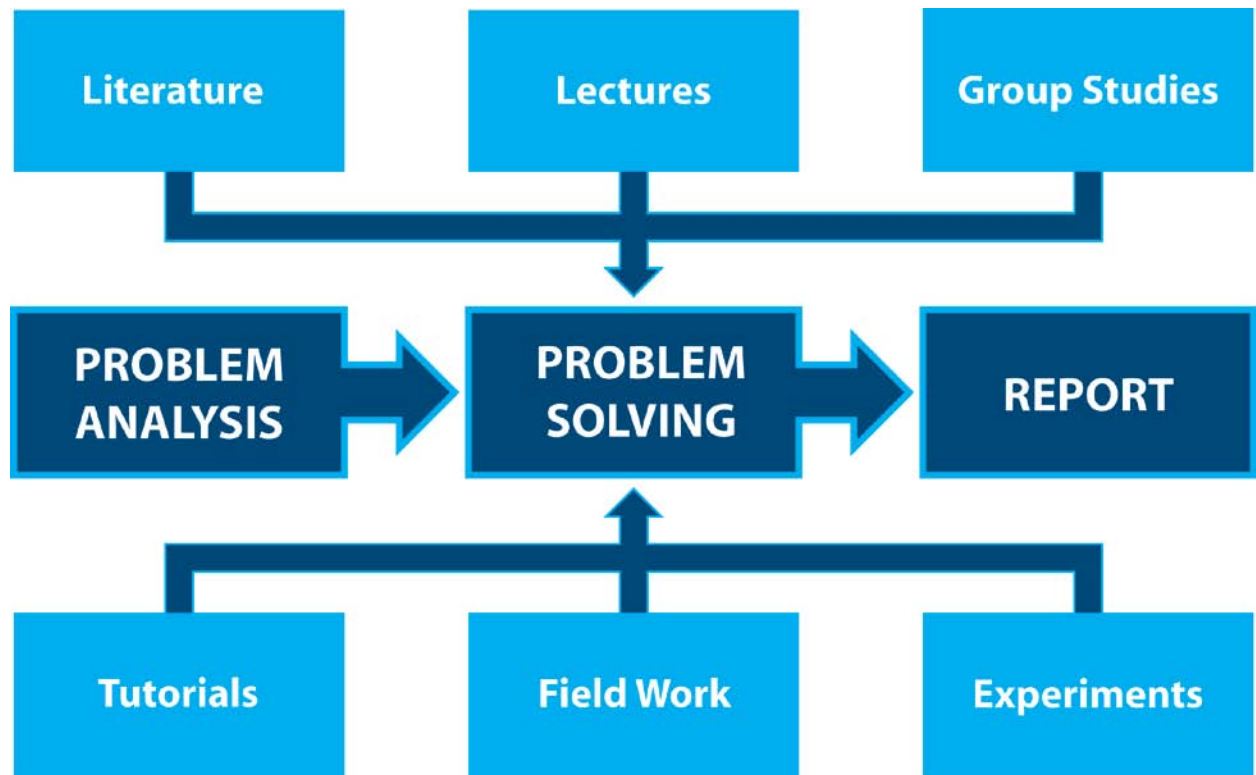 Literature
Lectures
Group Studies
PROBLEM
ANALYSIS
PROBLEM
SOLVING
REPORT
Tutorials
Field Work
Experiments